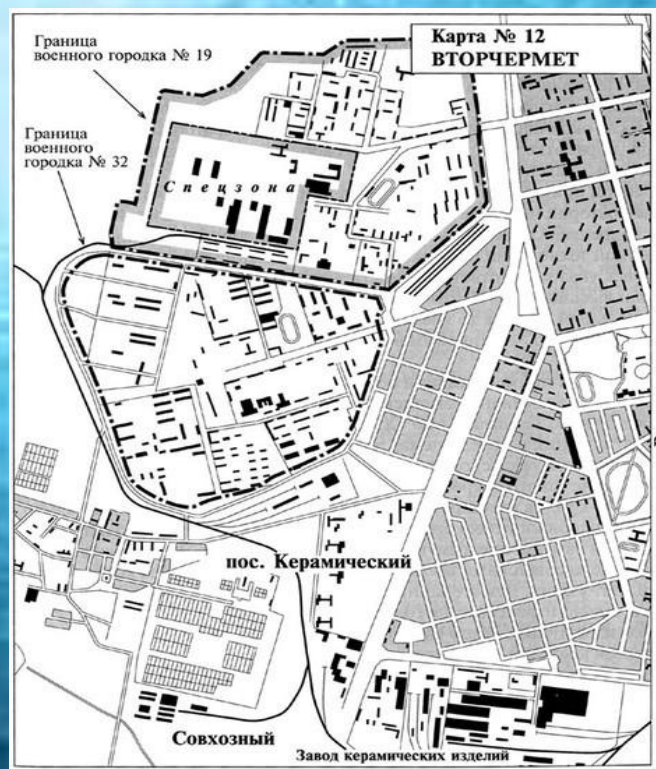 Граница
военного городка № 19
Карта № 12
ВТОРЧЕРМЕТ
Граница
военного
городка № 32
Спецзона
пос. Керамический
Совхозный
Завод керамических изделий